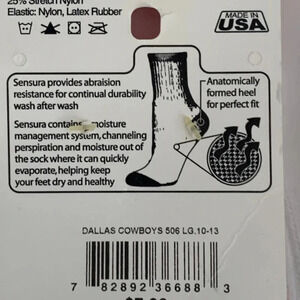 25% Stretch Nylon
Elastic: Nylon, Latex Rubber
MADE IN
USA
Sensura provides abraision
resistance for continual durability
wash after wash
Anatomically
formed heel
for perfect fit
Sensura contains moisture
management system, channeling
perspiration and moisture out of
the sock where it can quickly
evaporate, helping keep
your feet dry and healthy
DALLAS COWBOYS 506 LG.10-13
7 82892 36688 3